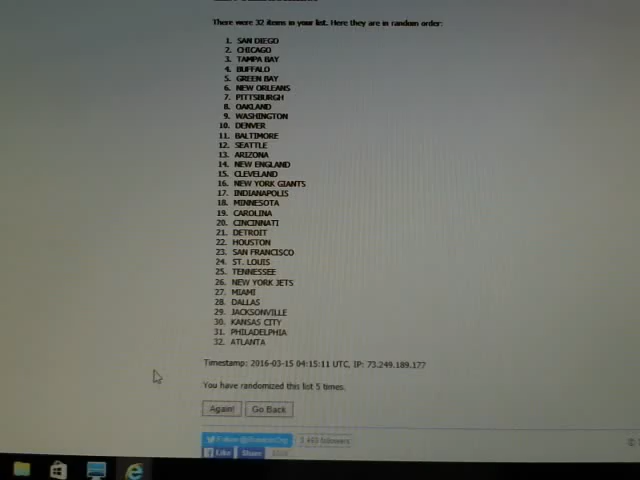 There were 32 items in your list. Here they are in random order:
1. SAN DIEGO
2. CHICAGO
3. TAMPA BAY
4. BUFFALO
5. GREEN BAY
6. NEW ORLEANS
7. PITTSBURGH
8. OAKLAND
9. WASHINGTON
10. DENVER
11. BALTIMORE
12. SEATTLE
13. ARIZONA
14. NEW ENGLAND
15. CLEVELAND
16. NEW YORK GIANTS
17. INDIANAPOLIS
18. MINNESOTA
19. CAROLINA
20. CINCINNATI
21. DETROIT
22. HOUSTON
23. SAN FRANCISCO
24. ST. LOUIS
25. TENNESSEE
26. NEW YORK JETS
27. MIAMI
28. DALLAS
29. JACKSONVILLE
30. KANSAS CITY
31. PHILADELPHIA
32. ATLANTA
Timestamp: 2016-03-15 04:15:11 UTC, IP: 73.249.189.177
You have randomized this list 5 times.
Again! Go Back
Follow followers
Like Share